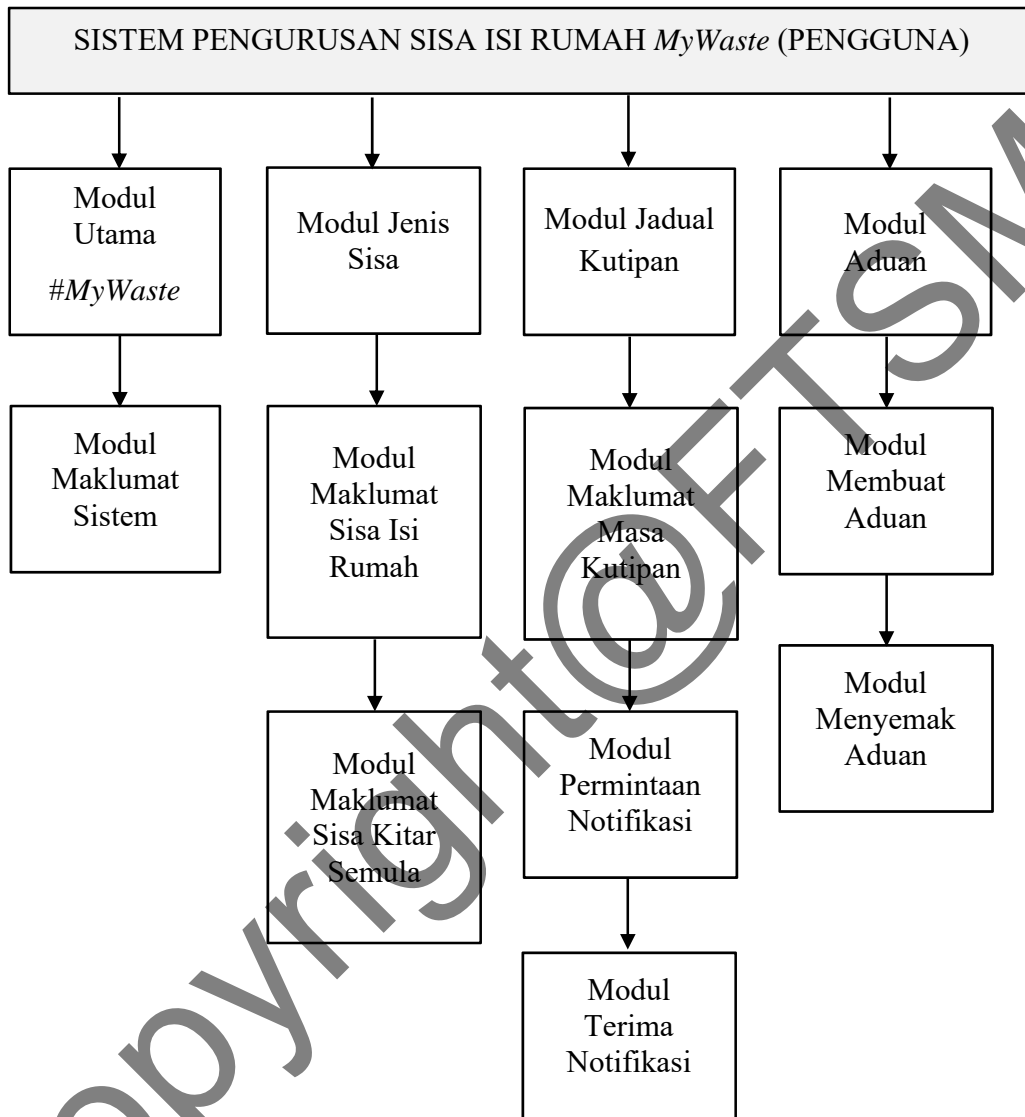 SISTEM PENGURUSAN SISA ISI RUMAH MyWaste (PENGGUNA)
Modul
Utama
#MyWaste
Modul
Maklumat
Sistem
Modul Jenis
Sisa
Modul
Maklumat
Sisa Isi
Rumah
Modul
Maklumat
Sisa Kitar
Semula
Modul Jadual
Kutipan
Modul
Maklumat
Masa
Kutipan
Modul
Permintaan
Notifikasi
Modul
Terima
Notifikasi
Modul
Aduan
Modul
Membuat
Aduan
Modul
Menyemak
Aduan
opyright@FTSM